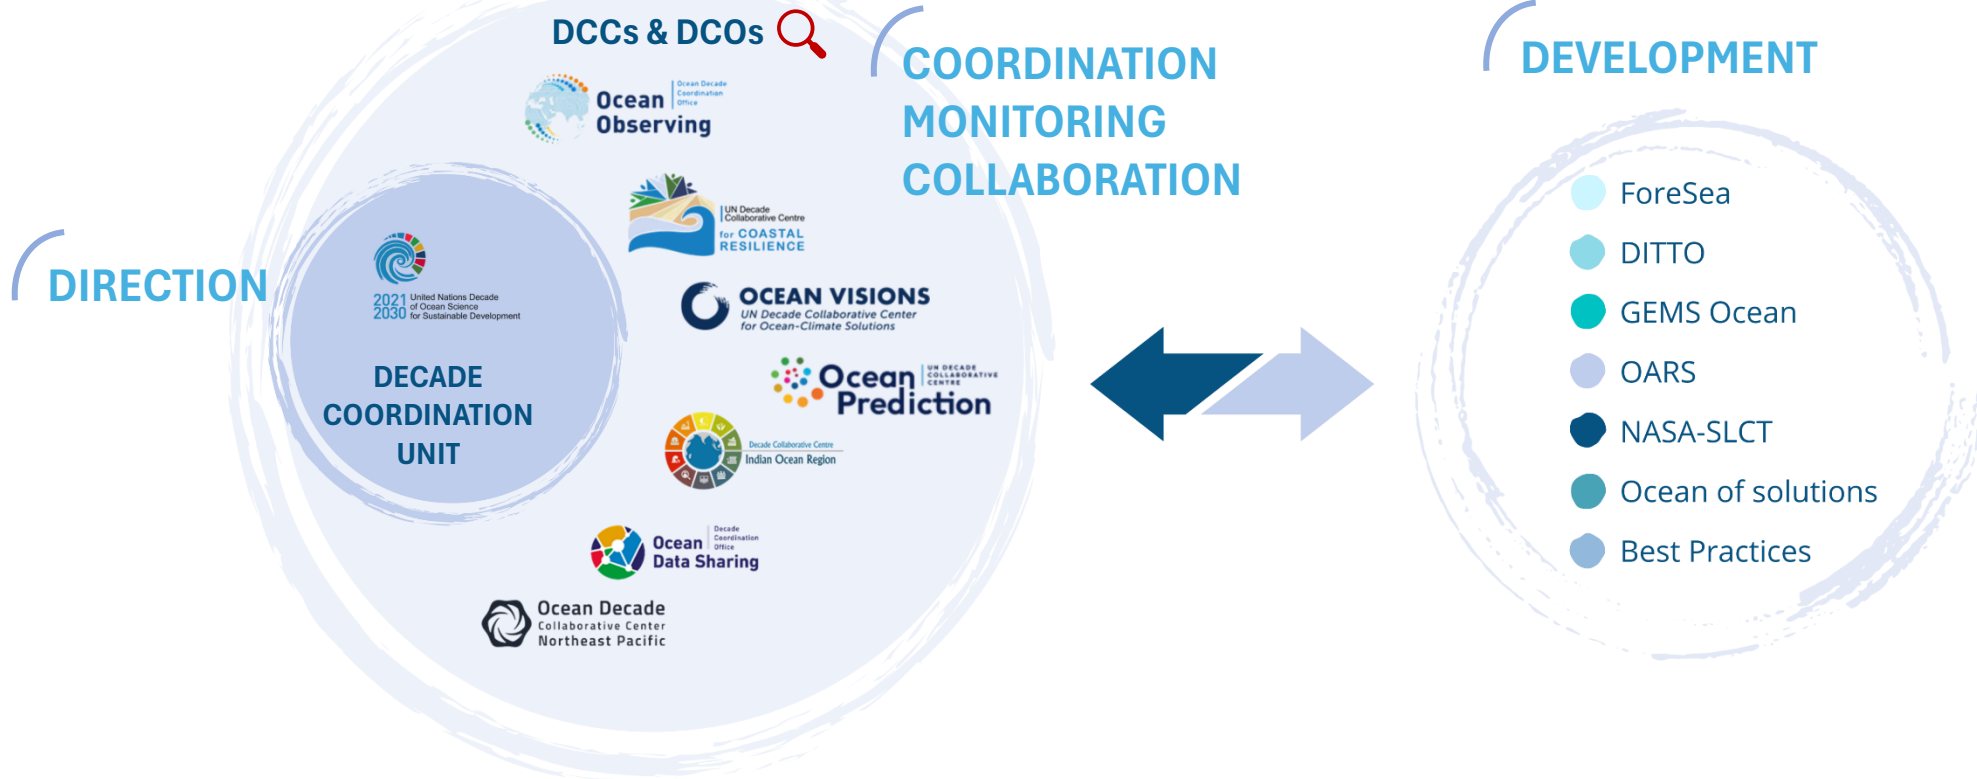 DCCs & DCOs
COORDINATION
MONITORING
COLLABORATION
DEVELOPMENT
DIRECTION
Ocean
Observing
Ocean Decade
Coordination
Office
UN Decade
Collaborative Centre
for COASTAL
RESILIENCE
OCEAN VISIONS
UN Decade Collaborative Center
for Ocean-Climate Solutions
Ocean
Prediction
UN DECADE
COLLABORATIVE
CENTRE
Decade Collaborative Centre
Indian Ocean Region
Ocean
Data Sharing
Decade
Coordination
Office
Ocean Decade
Collaborative Center
Northeast Pacific
2021
2030
United Nations Decade
of Ocean Science
for Sustainable Development
DECADE
COORDINATION
UNIT
ForeSea
DITTO
GEMS Ocean
OARS
NASA-SLCT
Ocean of solutions
Best Practices